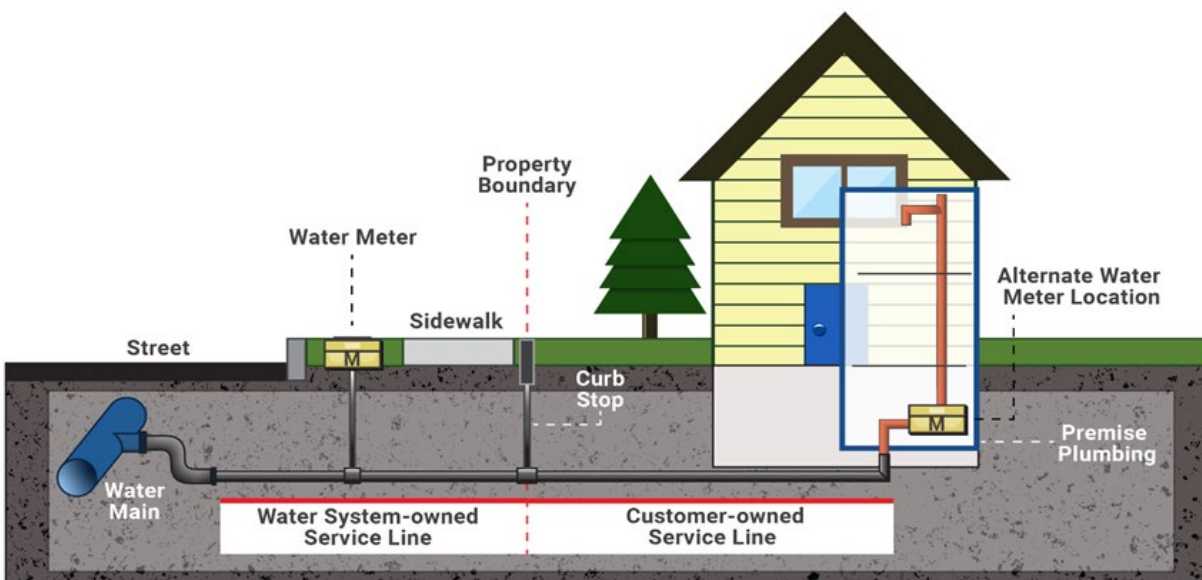 Property
Boundary
Water Meter
Alternate Water
Meter Location
Sidewalk
Street
M
Curb
Stop
M
Premise
Plumbing
Water
Main
Water System-owned
Service Line
Customer-owned
Service Line